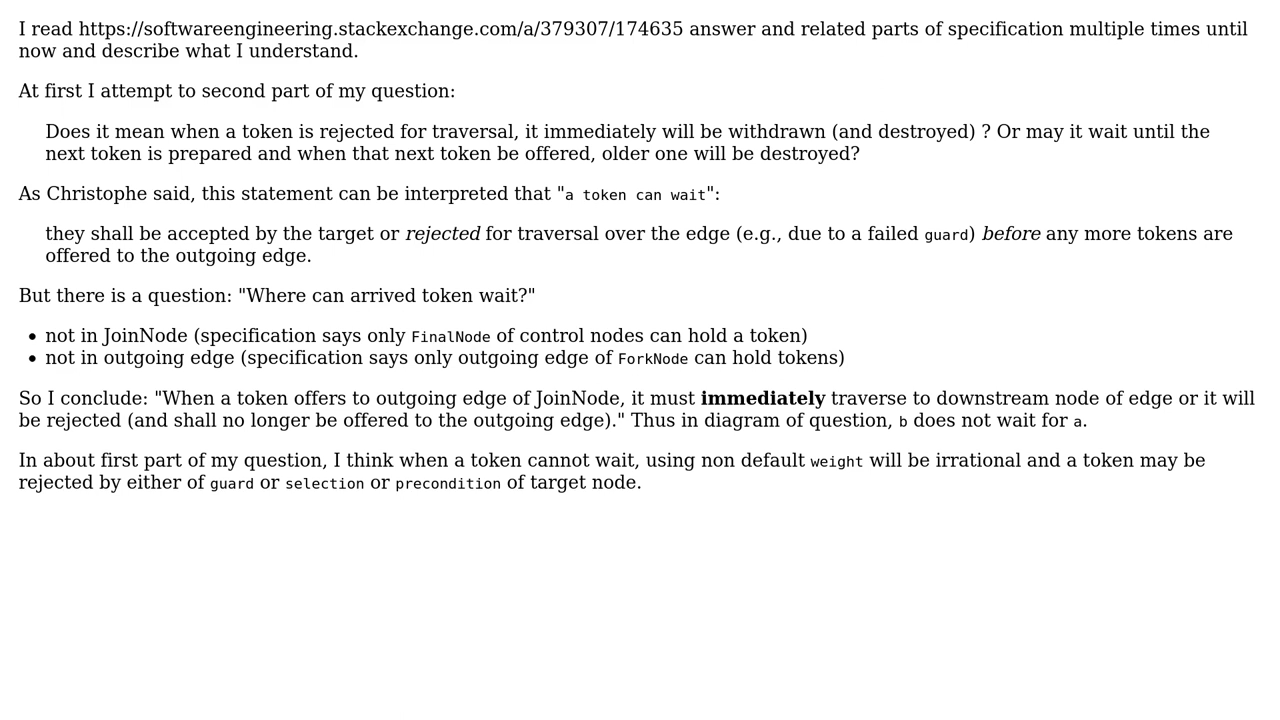 I read https://softwareengineering.stackexchange.com/a/379307/174635 answer and related parts of specification multiple times until
now and describe what I understand.
At first I attempt to second part of my question:
Does it mean when a token is rejected for traversal, it immediately will be withdrawn (and destroyed) ? Or may it wait until the
next token is prepared and when that next token be offered, older one will be destroyed?
As Christophe said, this statement can be interpreted that "a token can wait":
they shall be accepted by the target or rejected for traversal over the edge (e.g., due to a failed guard) before any more tokens are
offered to the outgoing edge.
But there is a question: "Where can arrived token wait?"
• not in JoinNode (specification says only FinalNode of control nodes can hold a token)
• not in outgoing edge (specification says only outgoing edge of ForkNode can hold tokens)
So I conclude: "When a token offers to outgoing edge of JoinNode, it must immediately traverse to downstream node of edge or it will
be rejected (and shall no longer be offered to the outgoing edge)." Thus in diagram of question, b does not wait for a.
In about first part of my question, I think when a token cannot wait, using non default weight will be irrational and a token may be
rejected by either of guard or selection or precondition of target node.